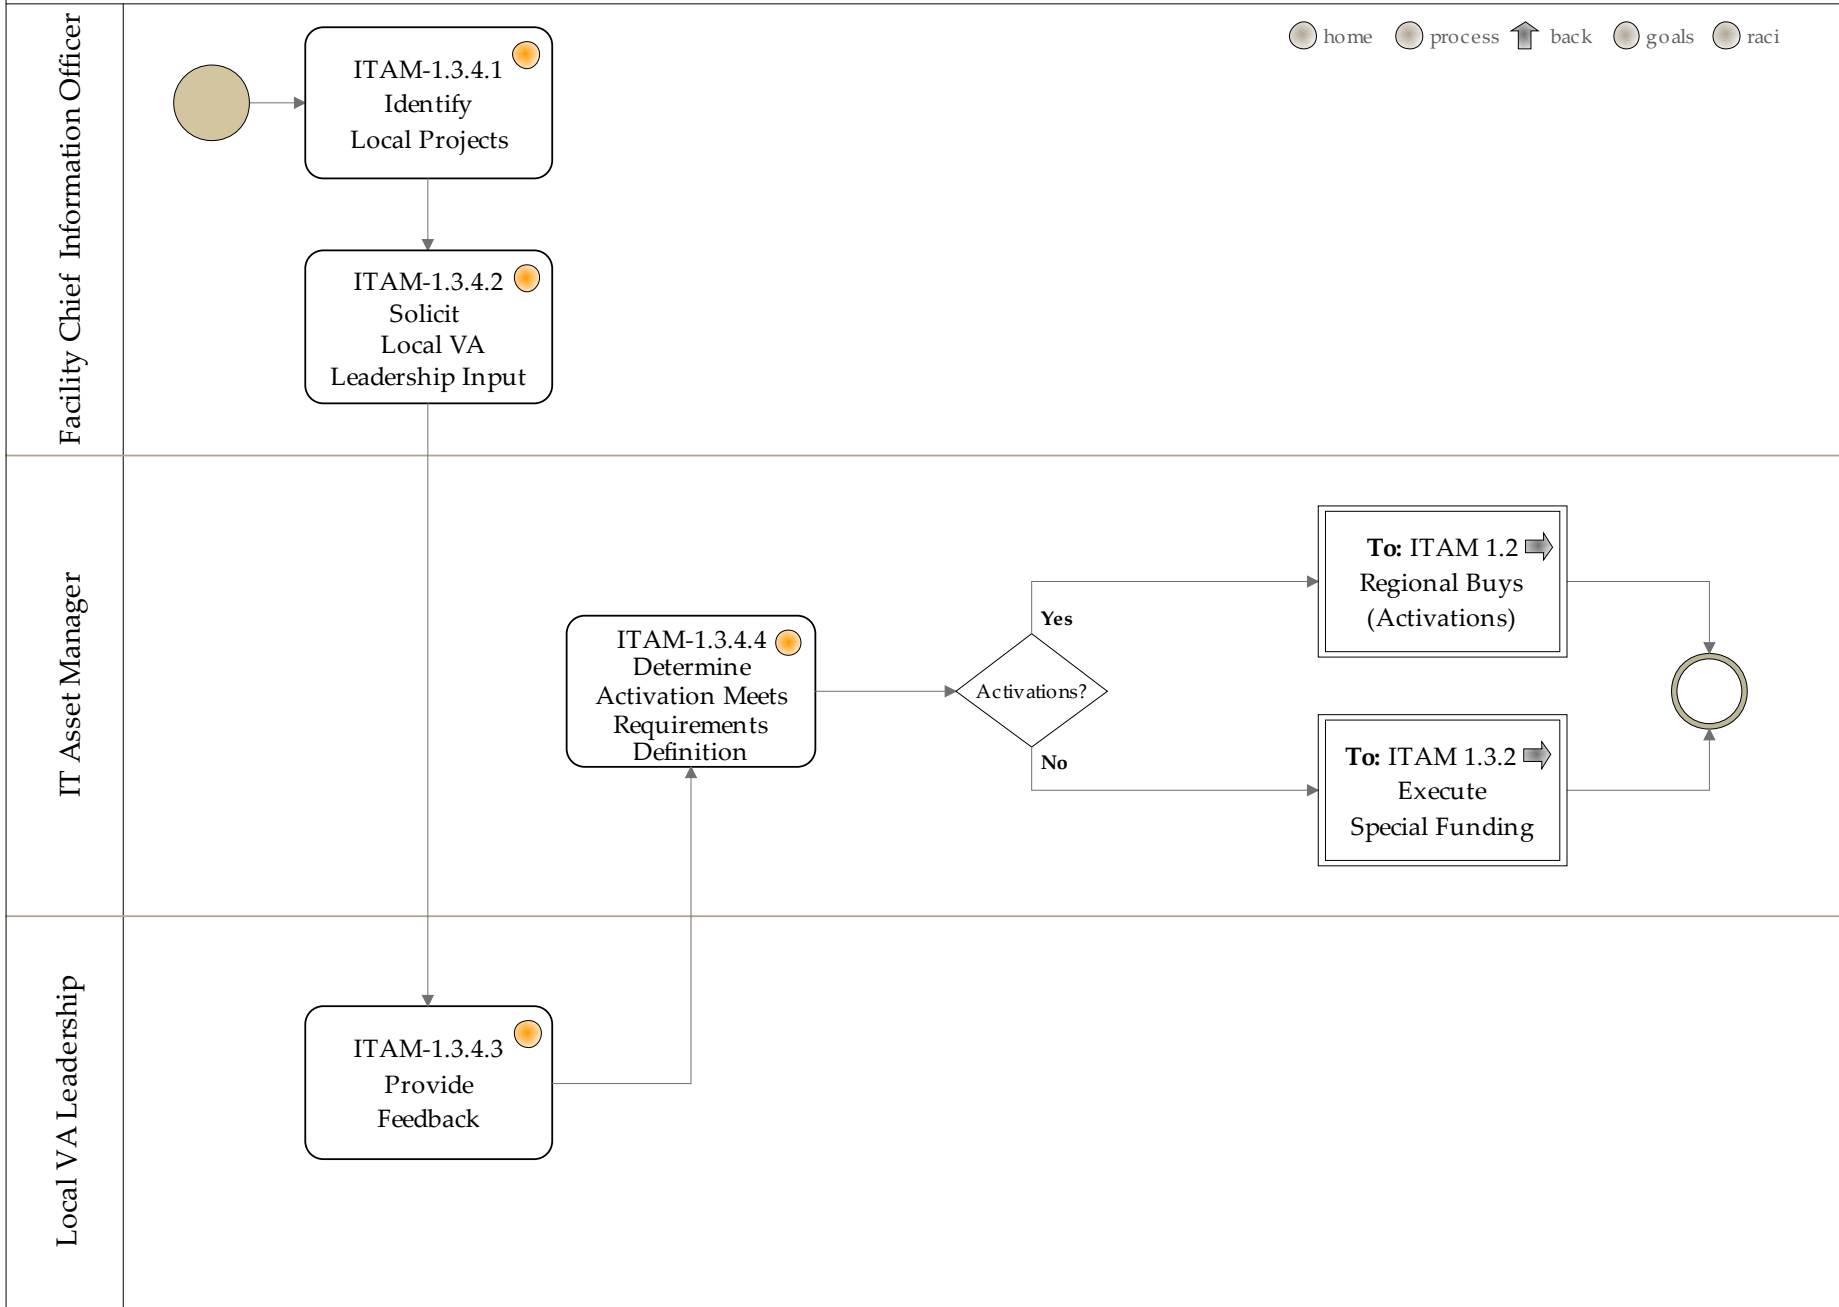 home
process
back
goals
raci
Facility Chief Information Officer
ITAM-1.3.4.1
Identify
Local Projects
ITAM-1.3.4.2
Solicit
Local VA
Leadership Input
IT Asset Manager
ITAM-1.3.4.4
Determine
Activation Meets
Requirements
Definition
Activations?
Yes
No
To: ITAM 1.2
Regional Buys
(Activations)
To: ITAM 1.3.2
Execute
Special Funding
Local VA Leadership
ITAM-1.3.4.3
Provide
Feedback